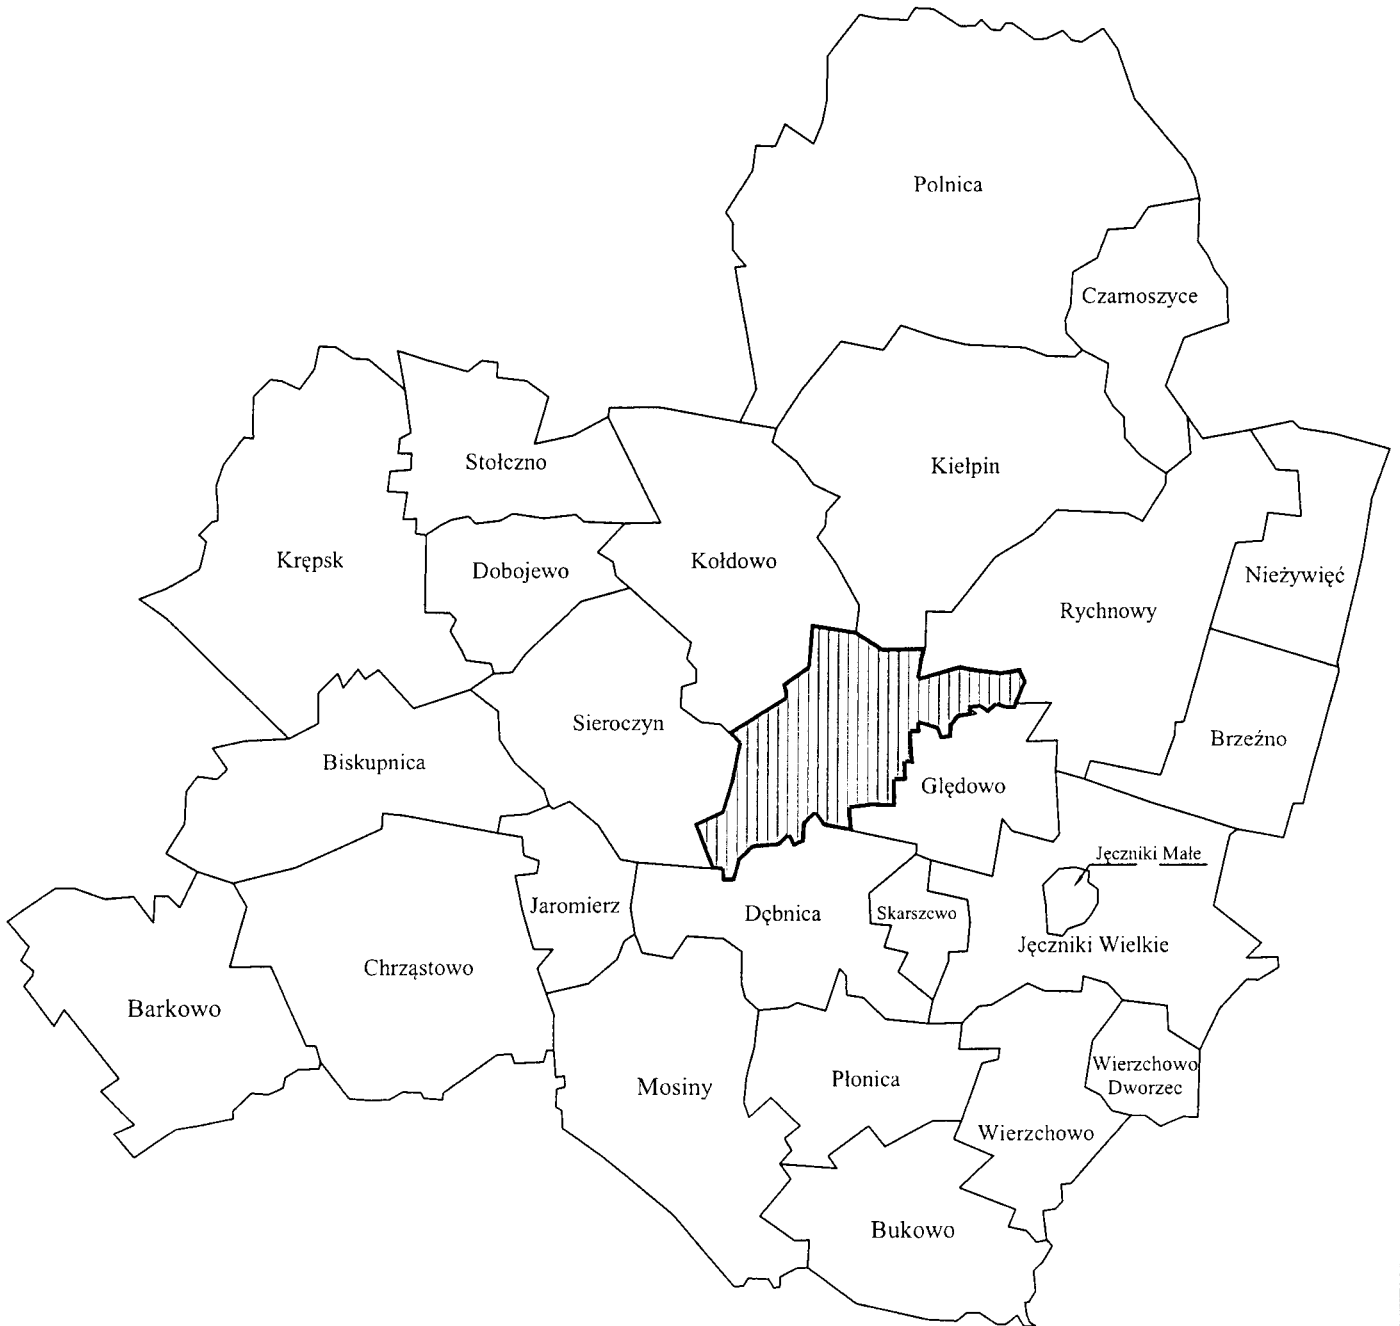 Polnica
Czarnoszyce
Stołczno
Kiełpin
Krępsk
Dobojewo
Kołdowo
Nieżywięć
Rychnowy
Sieroczyn
Biskupnica
Brzeźno
Ględowo
Jęczniki Małe
Jaromierz
Dębnica
Skarszewo
Jęczniki Wielkie
Chrząstowo
Barkowo
Mosiny
Płonica
Wierzchowo
Dworzec
Wierzchowo
Bukowo